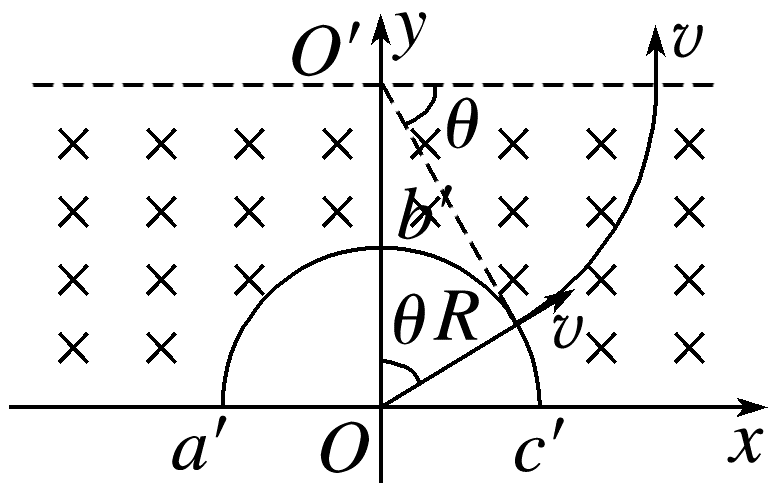 O′ y v
θ
b′
θ R v
a′ O c′ x